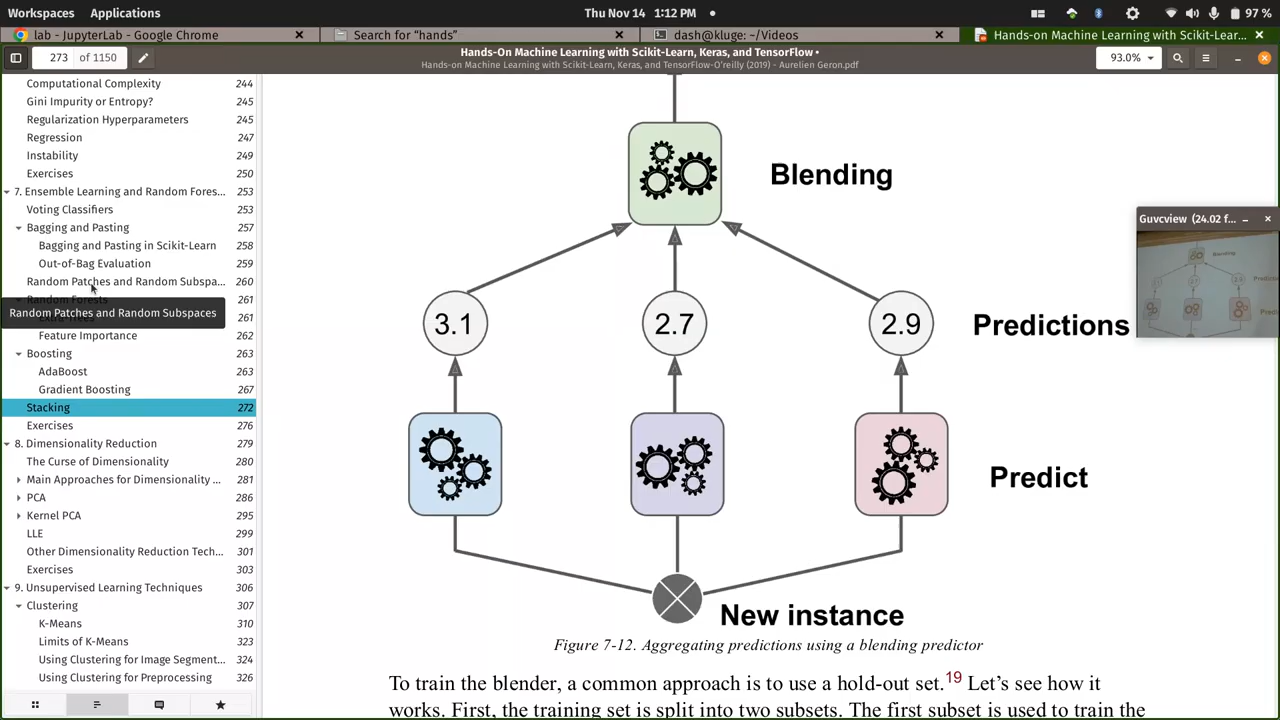 Workspaces Applications Thu Nov 14 1:12 PM 97 %
lab - JupyterLab - Google Chrome Search for “hands” dash@kluge: ~/Videos Hands-On Machine Learning with Scikit-Lear...
273 of 1150 Hands-On Machine Learning with Scikit-Learn, Keras, and TensorFlow • 93.0%
Hands-On Machine Learning with Scikit-Learn, Keras, and TensorFlow-O’reilly (2019) - Aurelien Geron.pdf
Computational Complexity 244
Gini Impurity or Entropy? 245
Regularization Hyperparameters 245
Regression 247
Instability 249
Exercises 250
7. Ensemble Learning and Random Fores... 253
Voting Classifiers 253
Bagging and Pasting 257
Bagging and Pasting in Scikit-Learn 258
Out-of-Bag Evaluation 259
Random Patches and Random Subspa... 260
Random Forests 261
Random Patches and Random Subspaces
261
Feature Importance 262
Boosting 263
AdaBoost 263
Gradient Boosting 267
Stacking 272
Exercises 276
8. Dimensionality Reduction 279
The Curse of Dimensionality 280
Main Approaches for Dimensionality ... 281
PCA 286
Kernel PCA 295
LLE 299
Other Dimensionality Reduction Tech... 301
Exercises 303
9. Unsupervised Learning Techniques 306
Clustering 307
K-Means 310
Limits of K-Means 323
Using Clustering for Image Segment... 324
Using Clustering for Preprocessing 326
Blending
3.1 2.7 2.9 Predictions
Predict
New instance
Figure 7-12. Aggregating predictions using a blending predictor
To train the blender, a common approach is to use a hold-out set.19 Let’s see how it
works. First, the training set is split into two subsets. The first subset is used to train the
Guvcview (24.02 f...
Blending